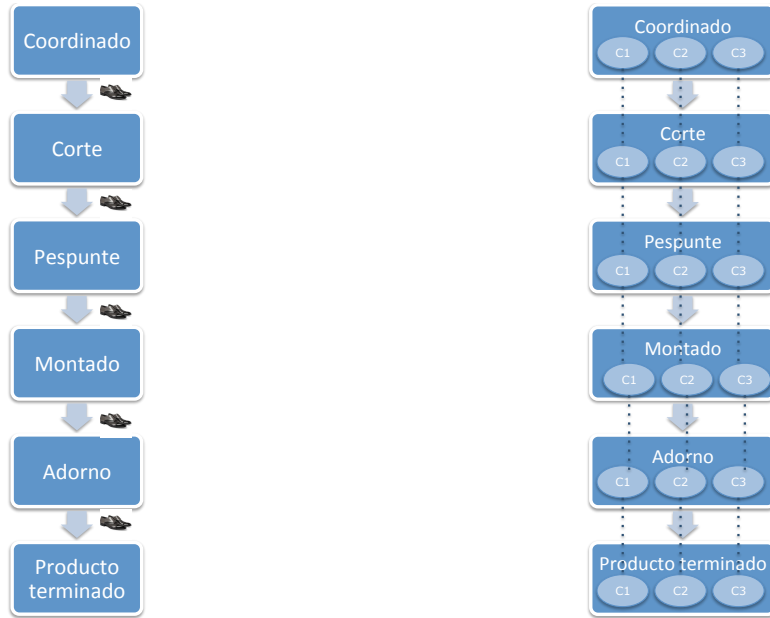 Coordinado
Corte
Pespunte
Montado
Adorno
Producto
terminado
Coordinado
C1 C2 C3
Corte
C1 C2 C3
Pespunte
C1 C2 C3
Montado
C1 C2 C3
Adorno
C1 C2 C3
Producto terminado
C1 C2 C3